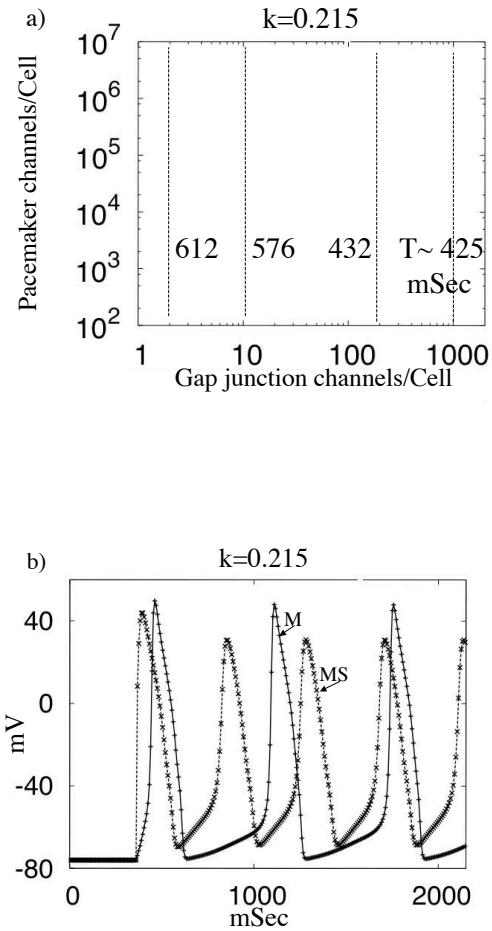 a)
k=0.215
Pacemaker channels/Cell
10^7
10^6
10^5
10^4
10^3
10^2
612 576 432 T~ 425
mSec
1 10 100 1000
Gap junction channels/Cell
b)
k=0.215
mV
40
0
-40
-80
M
MS
0 1000 2000
mSec